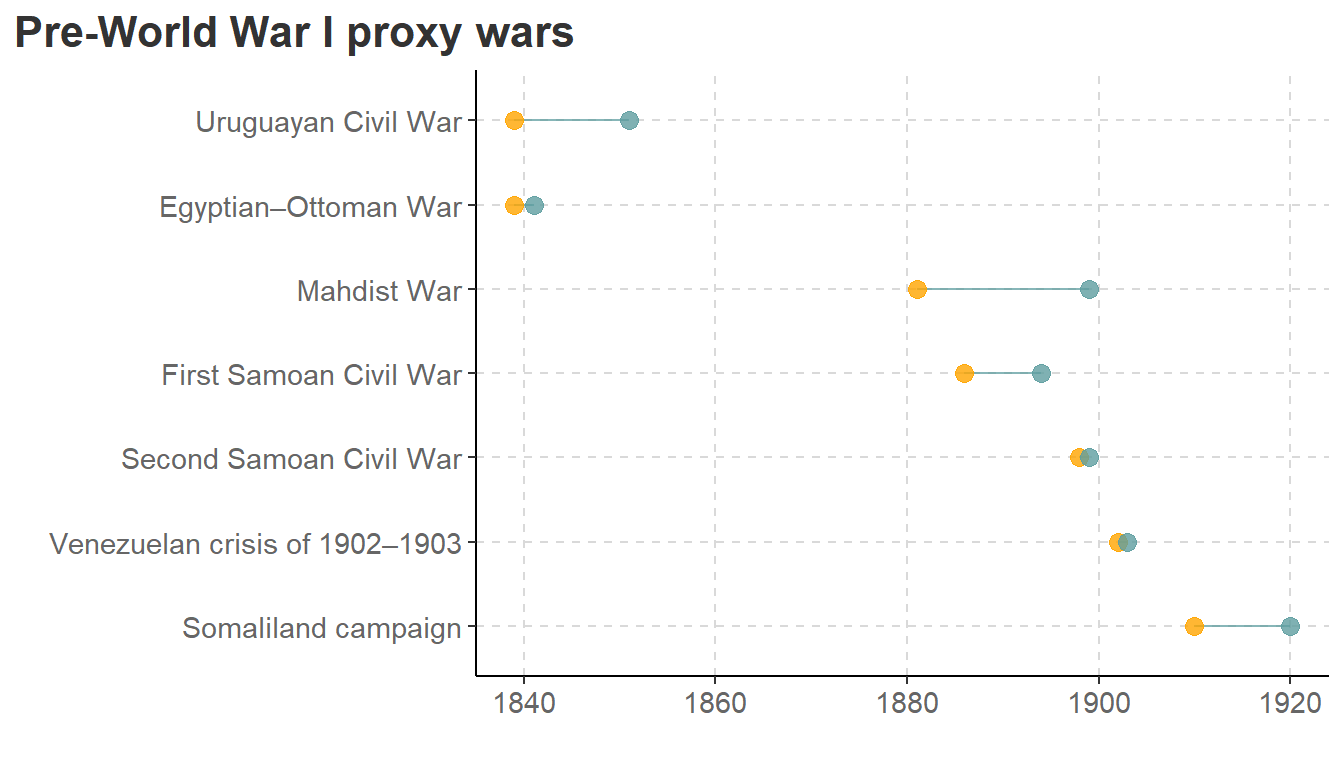 Pre-World War I proxy wars
Uruguayan Civil War
Egyptian–Ottoman War
Mahdist War
First Samoan Civil War
Second Samoan Civil War
Venezuelan crisis of 1902–1903
Somaliland campaign
1840 1860 1880 1900 1920